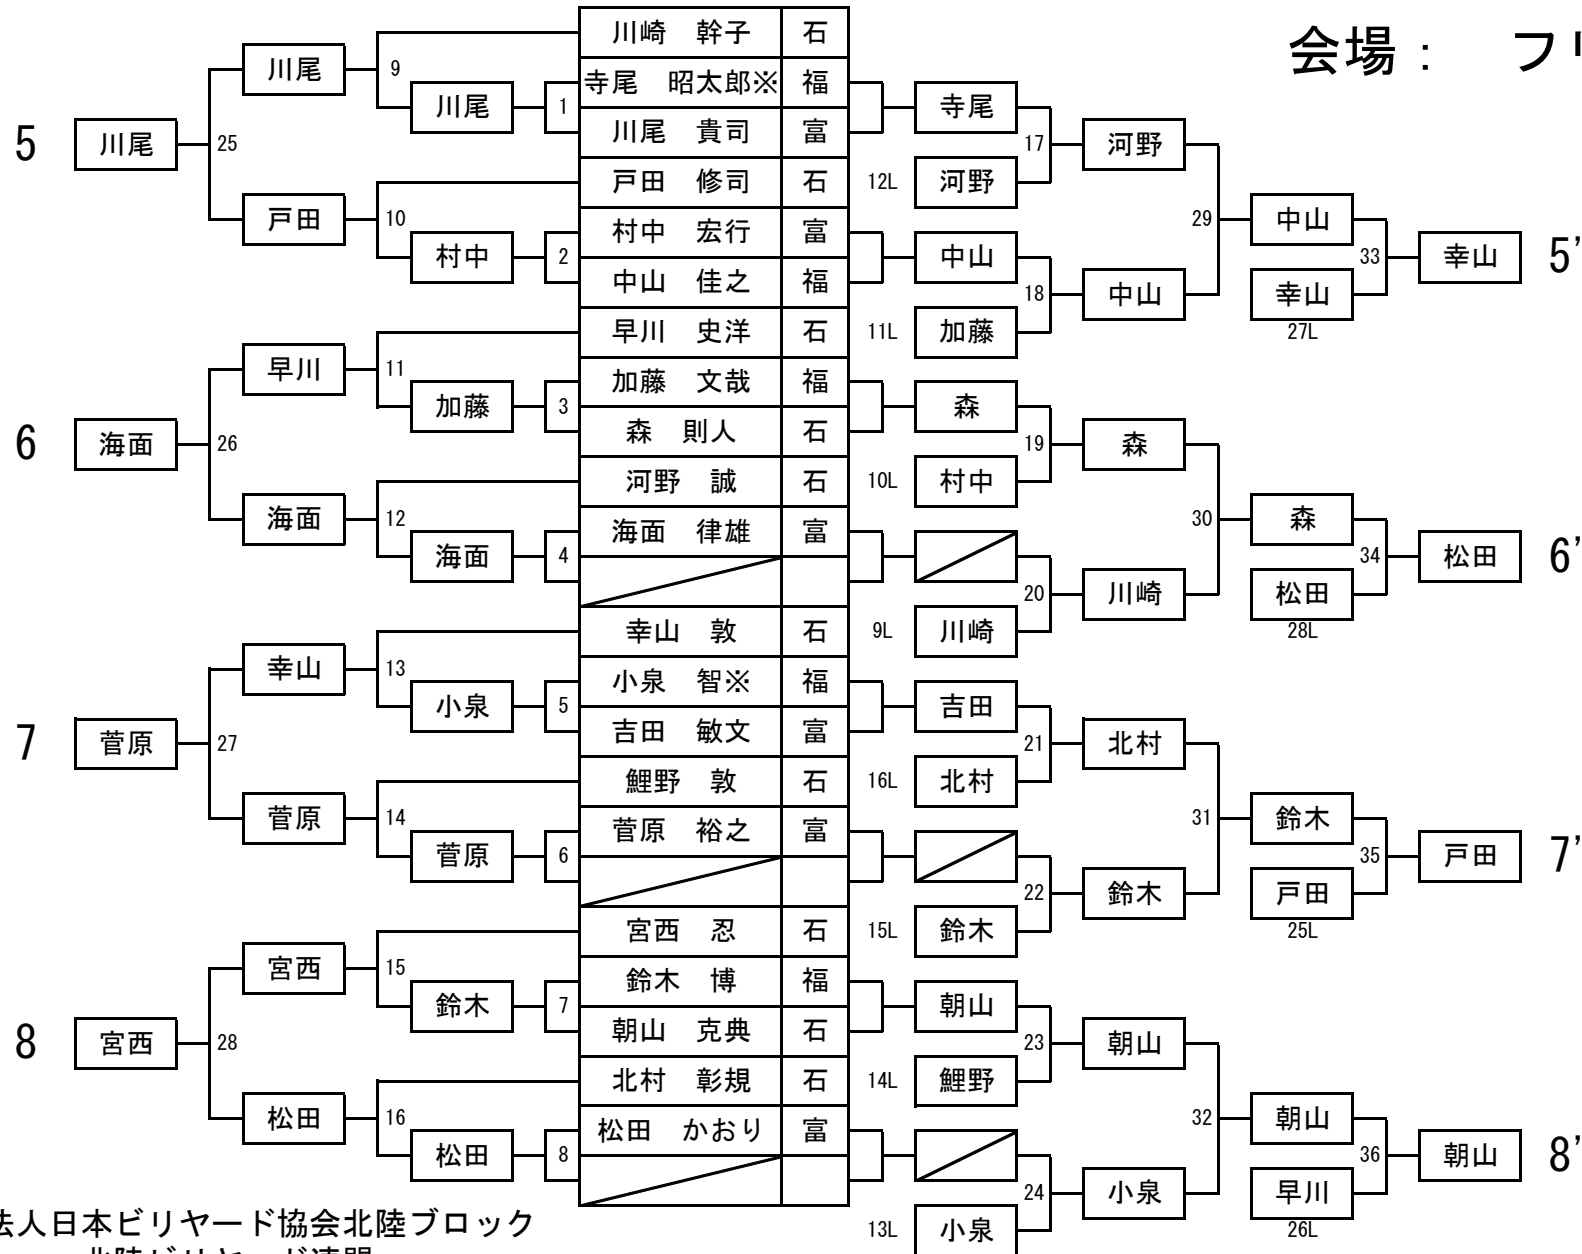 会場： フリ
川崎 幹子 石
川尾 9 寺尾 昭太郎※ 福
川尾 1 寺尾
5 川尾 25 川尾 貴司 富 17 河野
戸田 修司 石 12L 河野
戸田 10 村中 宏行 富 29 中山
村中 2 中山 33 幸山 5’
中山 佳之 福 18 中山 幸山
早川 史洋 石 11L 加藤 27L
早川 11 加藤 文哉 福
加藤 3 森
6 海面 26 森 則人 石 19 森
河野 誠 石 10L 村中
海面 12 海面 律雄 富 30 森
海面 4 34 松田 6’
20 川崎 松田
幸山 敦 石 9L 川崎 28L
幸山 13 小泉 智※ 福
小泉 5 吉田
7 菅原 27 吉田 敏文 富 21 北村
鯉野 敦 石 16L 北村
菅原 14 菅原 裕之 富 31 鈴木
菅原 6 35 戸田 7’
22 鈴木 戸田
宮西 忍 石 15L 鈴木 25L
宮西 15 鈴木 博 福
鈴木 7 朝山
8 宮西 28 朝山 克典 石 23 朝山
北村 彰規 石 14L 鯉野
松田 16 松田 かおり 富 32 朝山
松田 8 36 朝山 8’
24 小泉 早川
13L 小泉 26L
法人日本ビリヤード協会北陸ブロック
北陸ビリヤード連盟